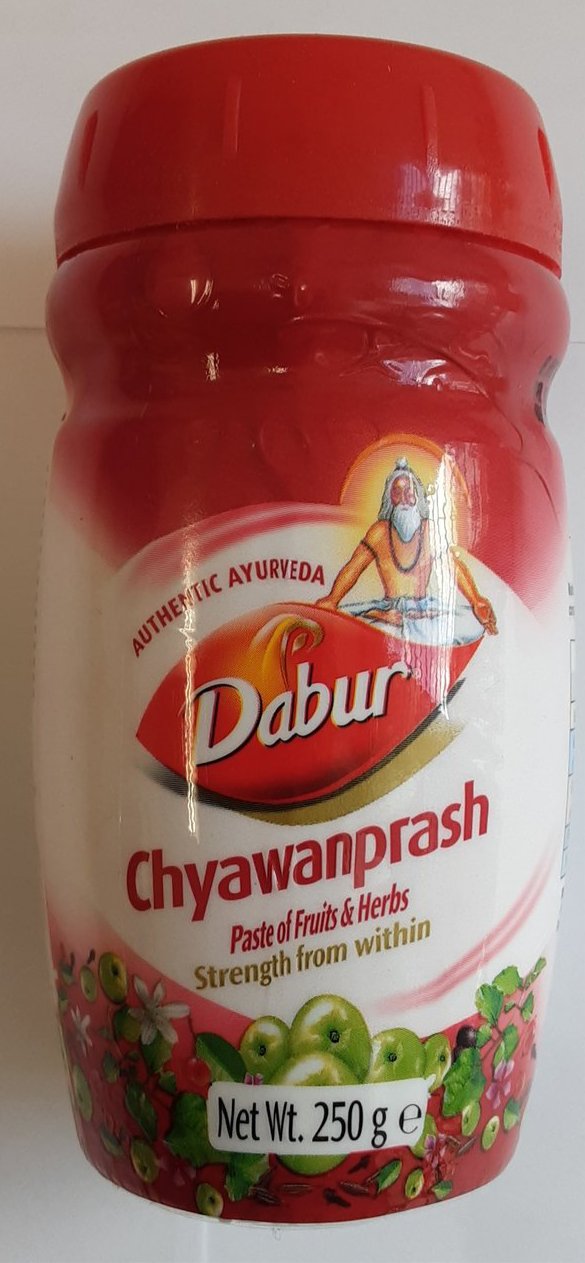 AUTHENTIC AYURVEDA
Dabur
Chyawanprash
Paste of Fruits & Herbs
Strength from within
Net Wt. 250 g ℮